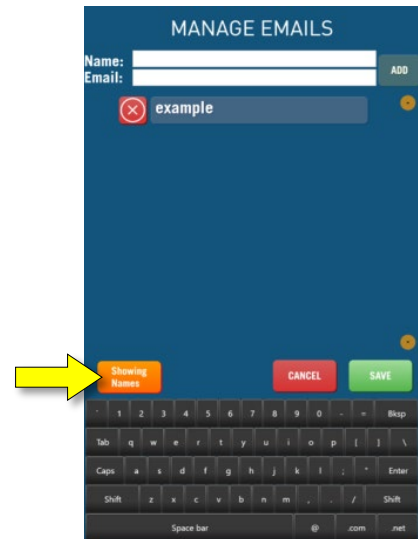 MANAGE EMAILS
Name:
Email:
ADD
example
Showing
Names
CANCEL
SAVE
` 1 2 3 4 5 6 7 8 9 0 - = Bksp
Tab q w e r t y u i o p [ ] \
Caps a s d f g h j k l ; ' Enter
Shift z x c v b n m , . / Shift
Space bar @ .com .net